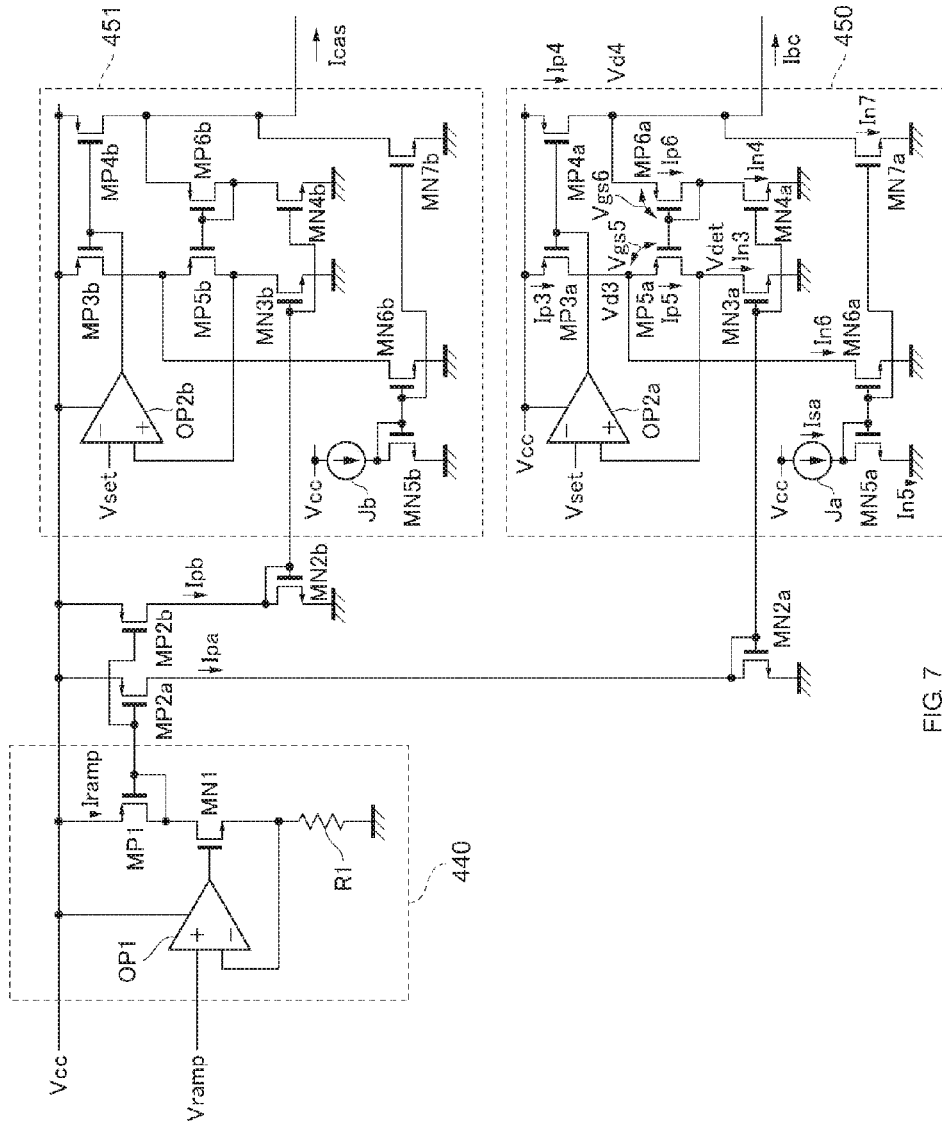 Vcc
Vramp
440
OP1
+
−
Iramp
MP1
MN1
R1
MP2a
Ipa
MP2b
Ipb
MN2b
MN2a
451
Vset
−
+
OP2b
MP3b
MP4b
MP5b
MP6b
MN3b
MN4b
Vcc
Jb
MN5b
MN6b
MN7b
Icas
450
Vcc
Vset
−
+
OP2a
Ip3
MP3a
Vd3
MP4a
Ip4
Vd4
Vgs5
Vgs6
MP5a
Ip5
MP6a
Ip6
Vdet
In3
MN3a
In4
MN4a
Vcc
Ja
Isa
MN5a
In5
In6
MN6a
In7
MN7a
Ibc
FIG. 7